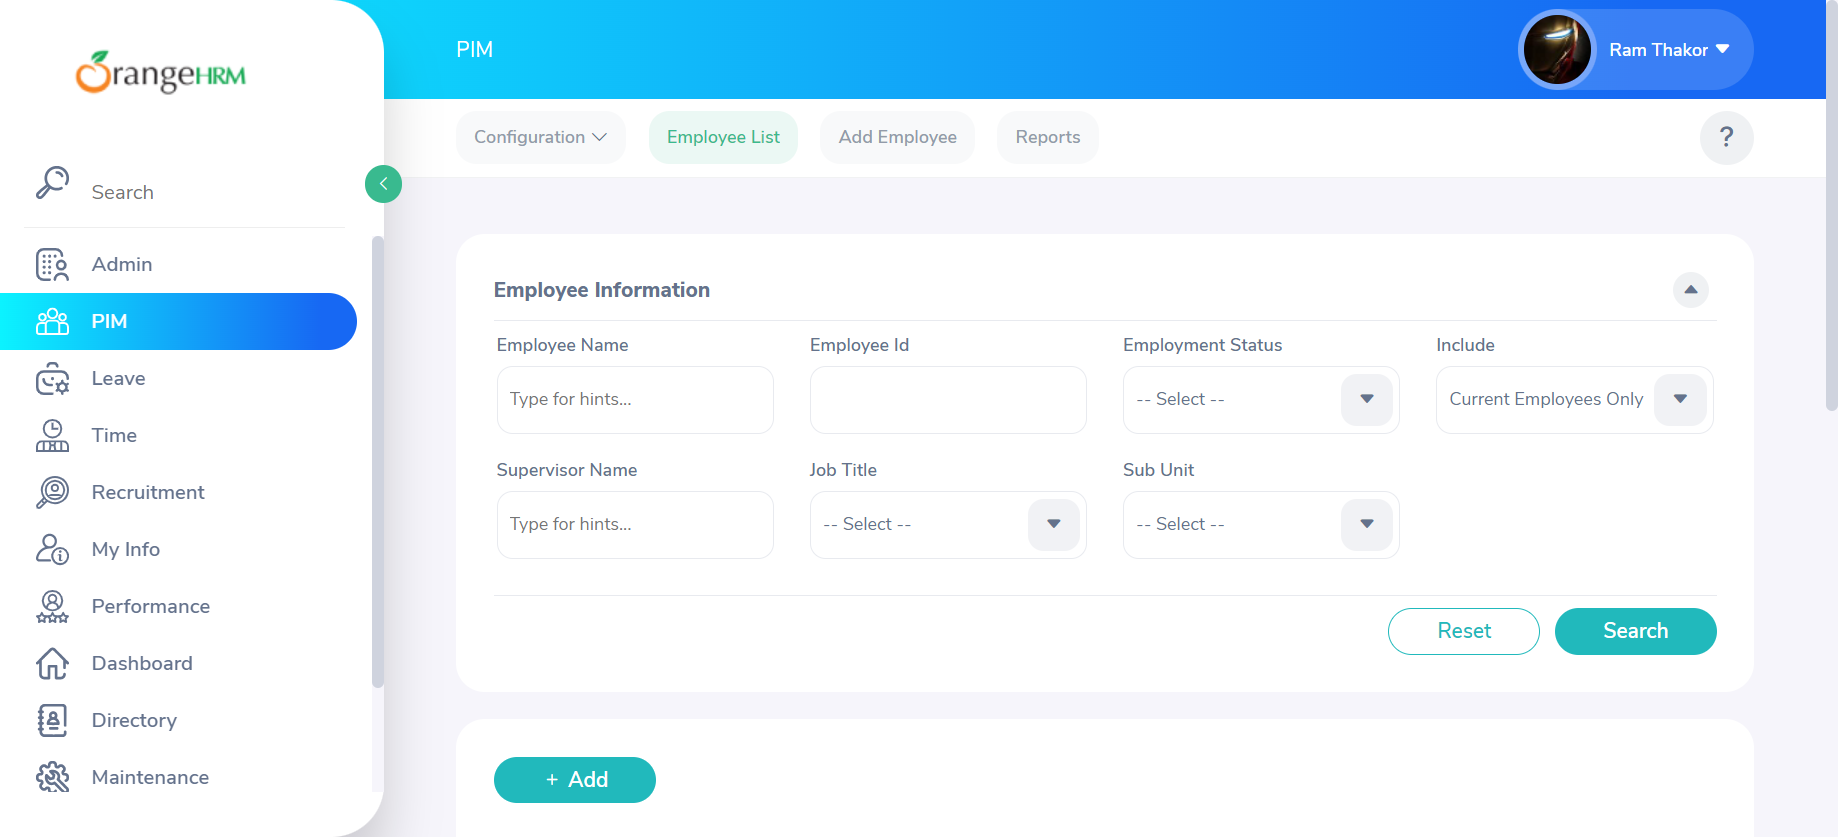 OrangeHRM
PIM
Ram Thakor
Configuration
Employee List
Add Employee
Reports
?
Search
Admin
PIM
Leave
Time
Recruitment
My Info
Performance
Dashboard
Directory
Maintenance
Employee Information
Employee Name
Employee Id
Employment Status
Include
Type for hints...
-- Select --
Current Employees Only
Supervisor Name
Job Title
Sub Unit
Type for hints...
-- Select --
-- Select --
Reset
Search
+ Add